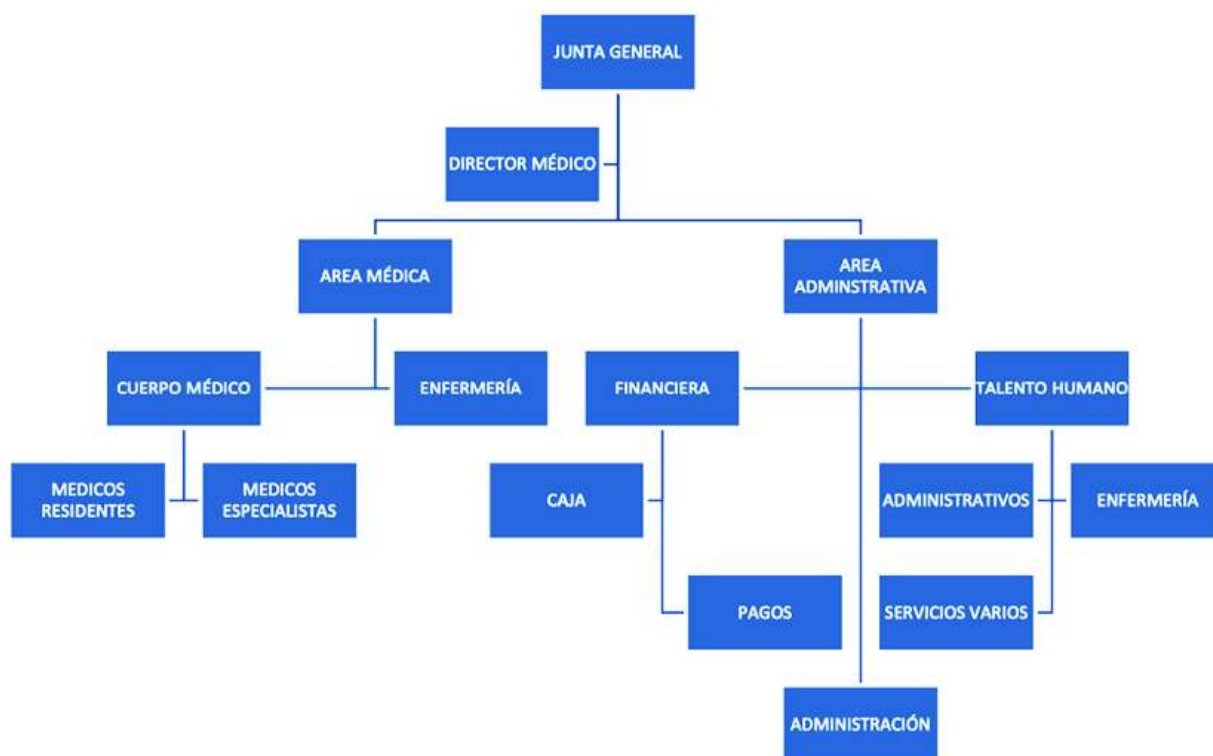 JUNTA GENERAL
DIRECTOR MÉDICO
AREA MÉDICA
AREA
ADMINSTRATIVA
CUERPO MÉDICO
ENFERMERÍA
FINANCIERA
TALENTO HUMANO
MEDICOS
RESIDENTES
MEDICOS
ESPECIALISTAS
CAJA
ADMINISTRATIVOS
ENFERMERÍA
PAGOS
SERVICIOS VARIOS
ADMINISTRACIÓN